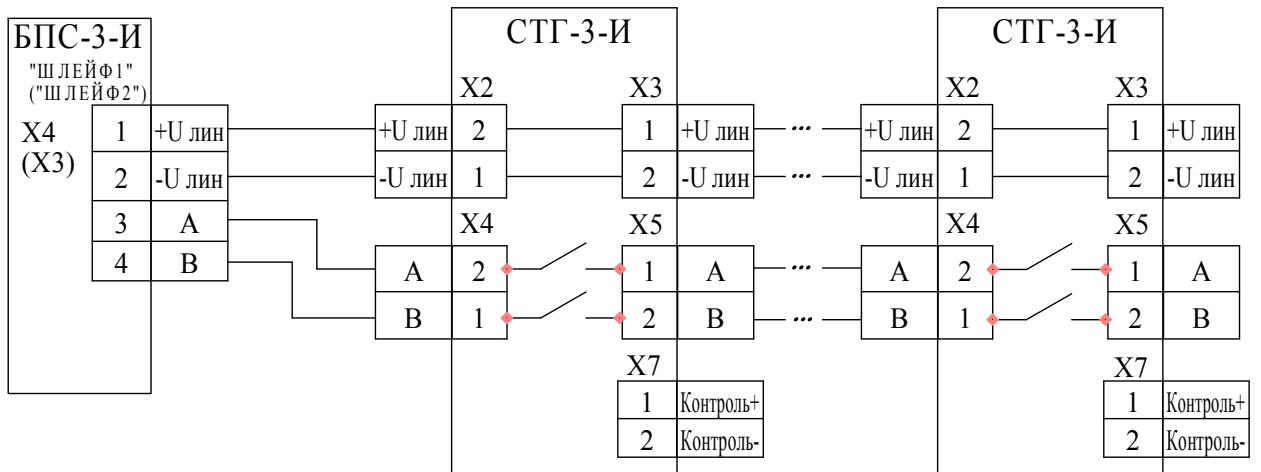 БПС-3-И
"ШЛЕЙФ1"
("ШЛЕЙФ2")
X4
(X3)
1 +U лин
2 -U лин
3 A
4 B
СТГ-3-И
X2 X3
+U лин 2 1 +U лин
-U лин 1 2 -U лин
X4 X5
A 2 1 A
B 1 2 B
X7
1 Контроль+
2 Контроль-
...
...
...
...
СТГ-3-И
X2 X3
+U лин 2 1 +U лин
-U лин 1 2 -U лин
X4 X5
A 2 1 A
B 1 2 B
X7
1 Контроль+
2 Контроль-